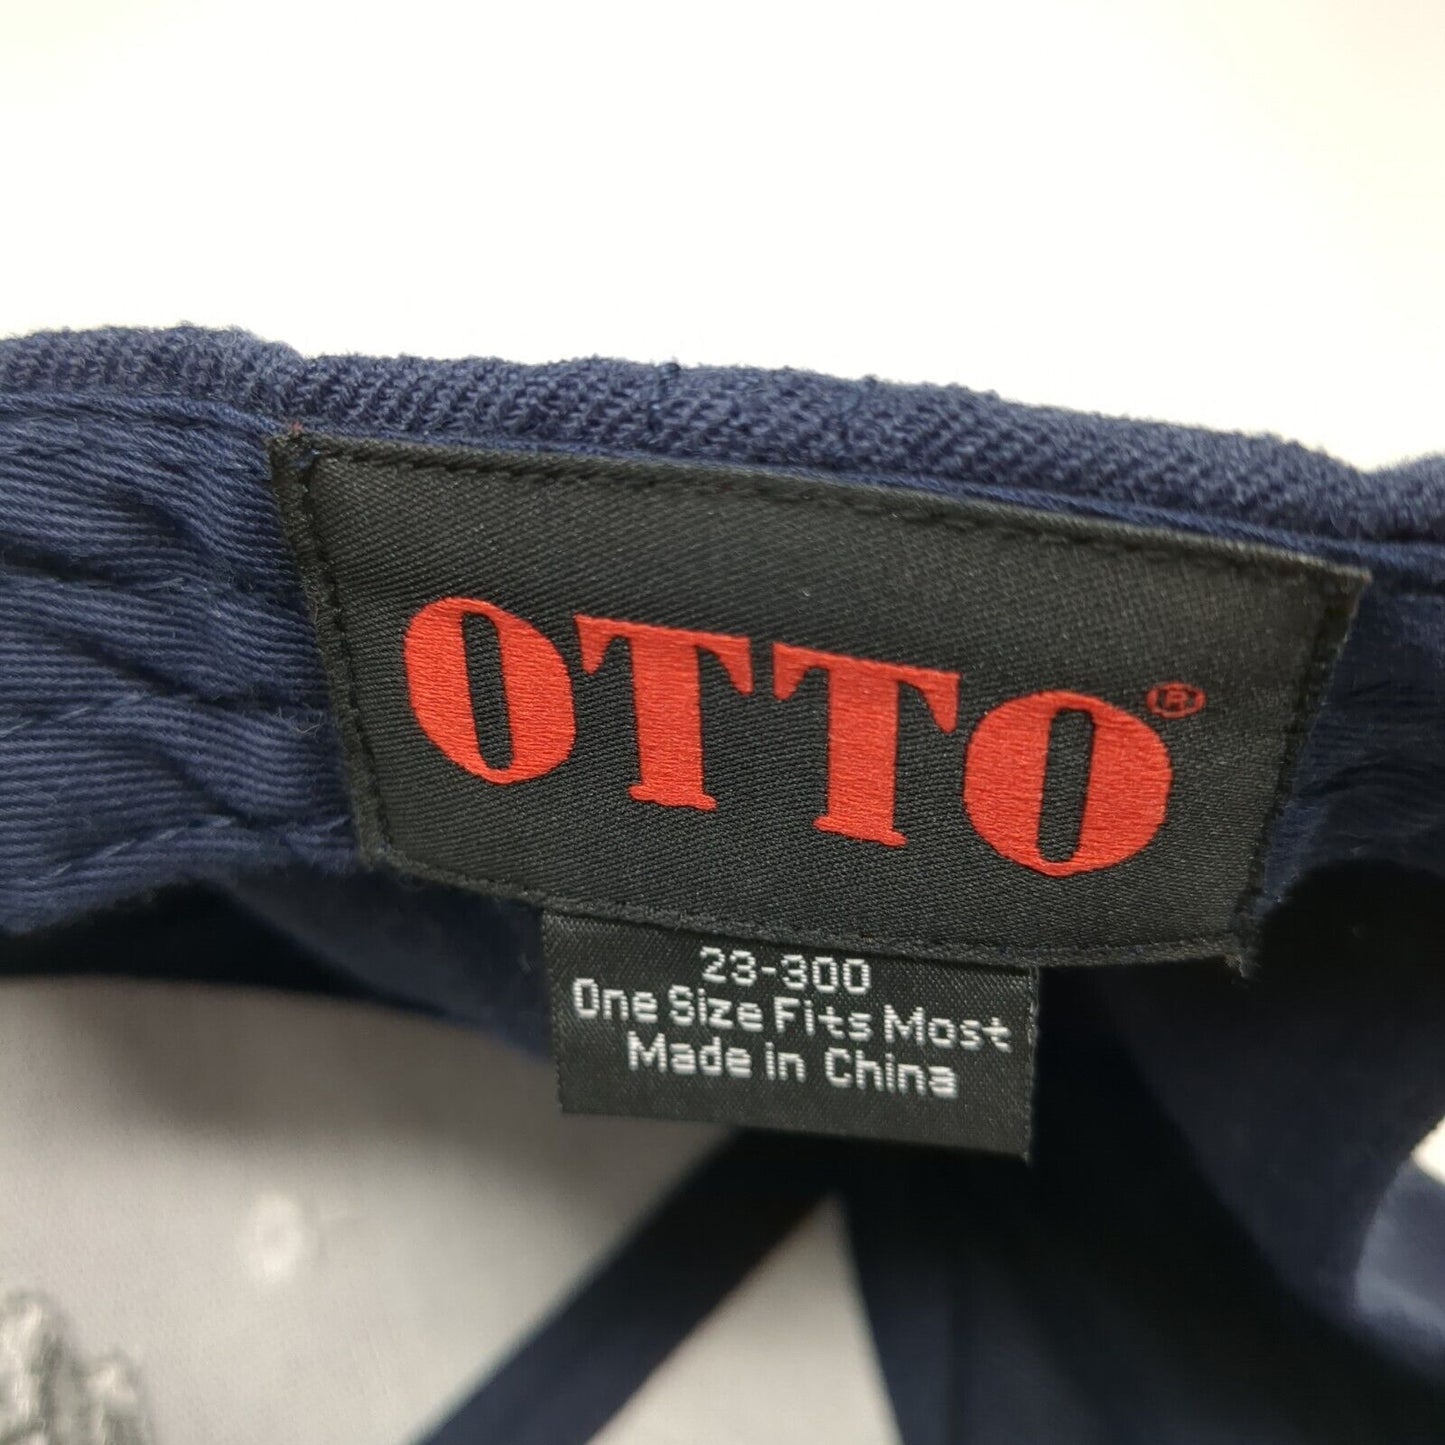 OTTO®
23-300
One Size Fits Most
Made in China